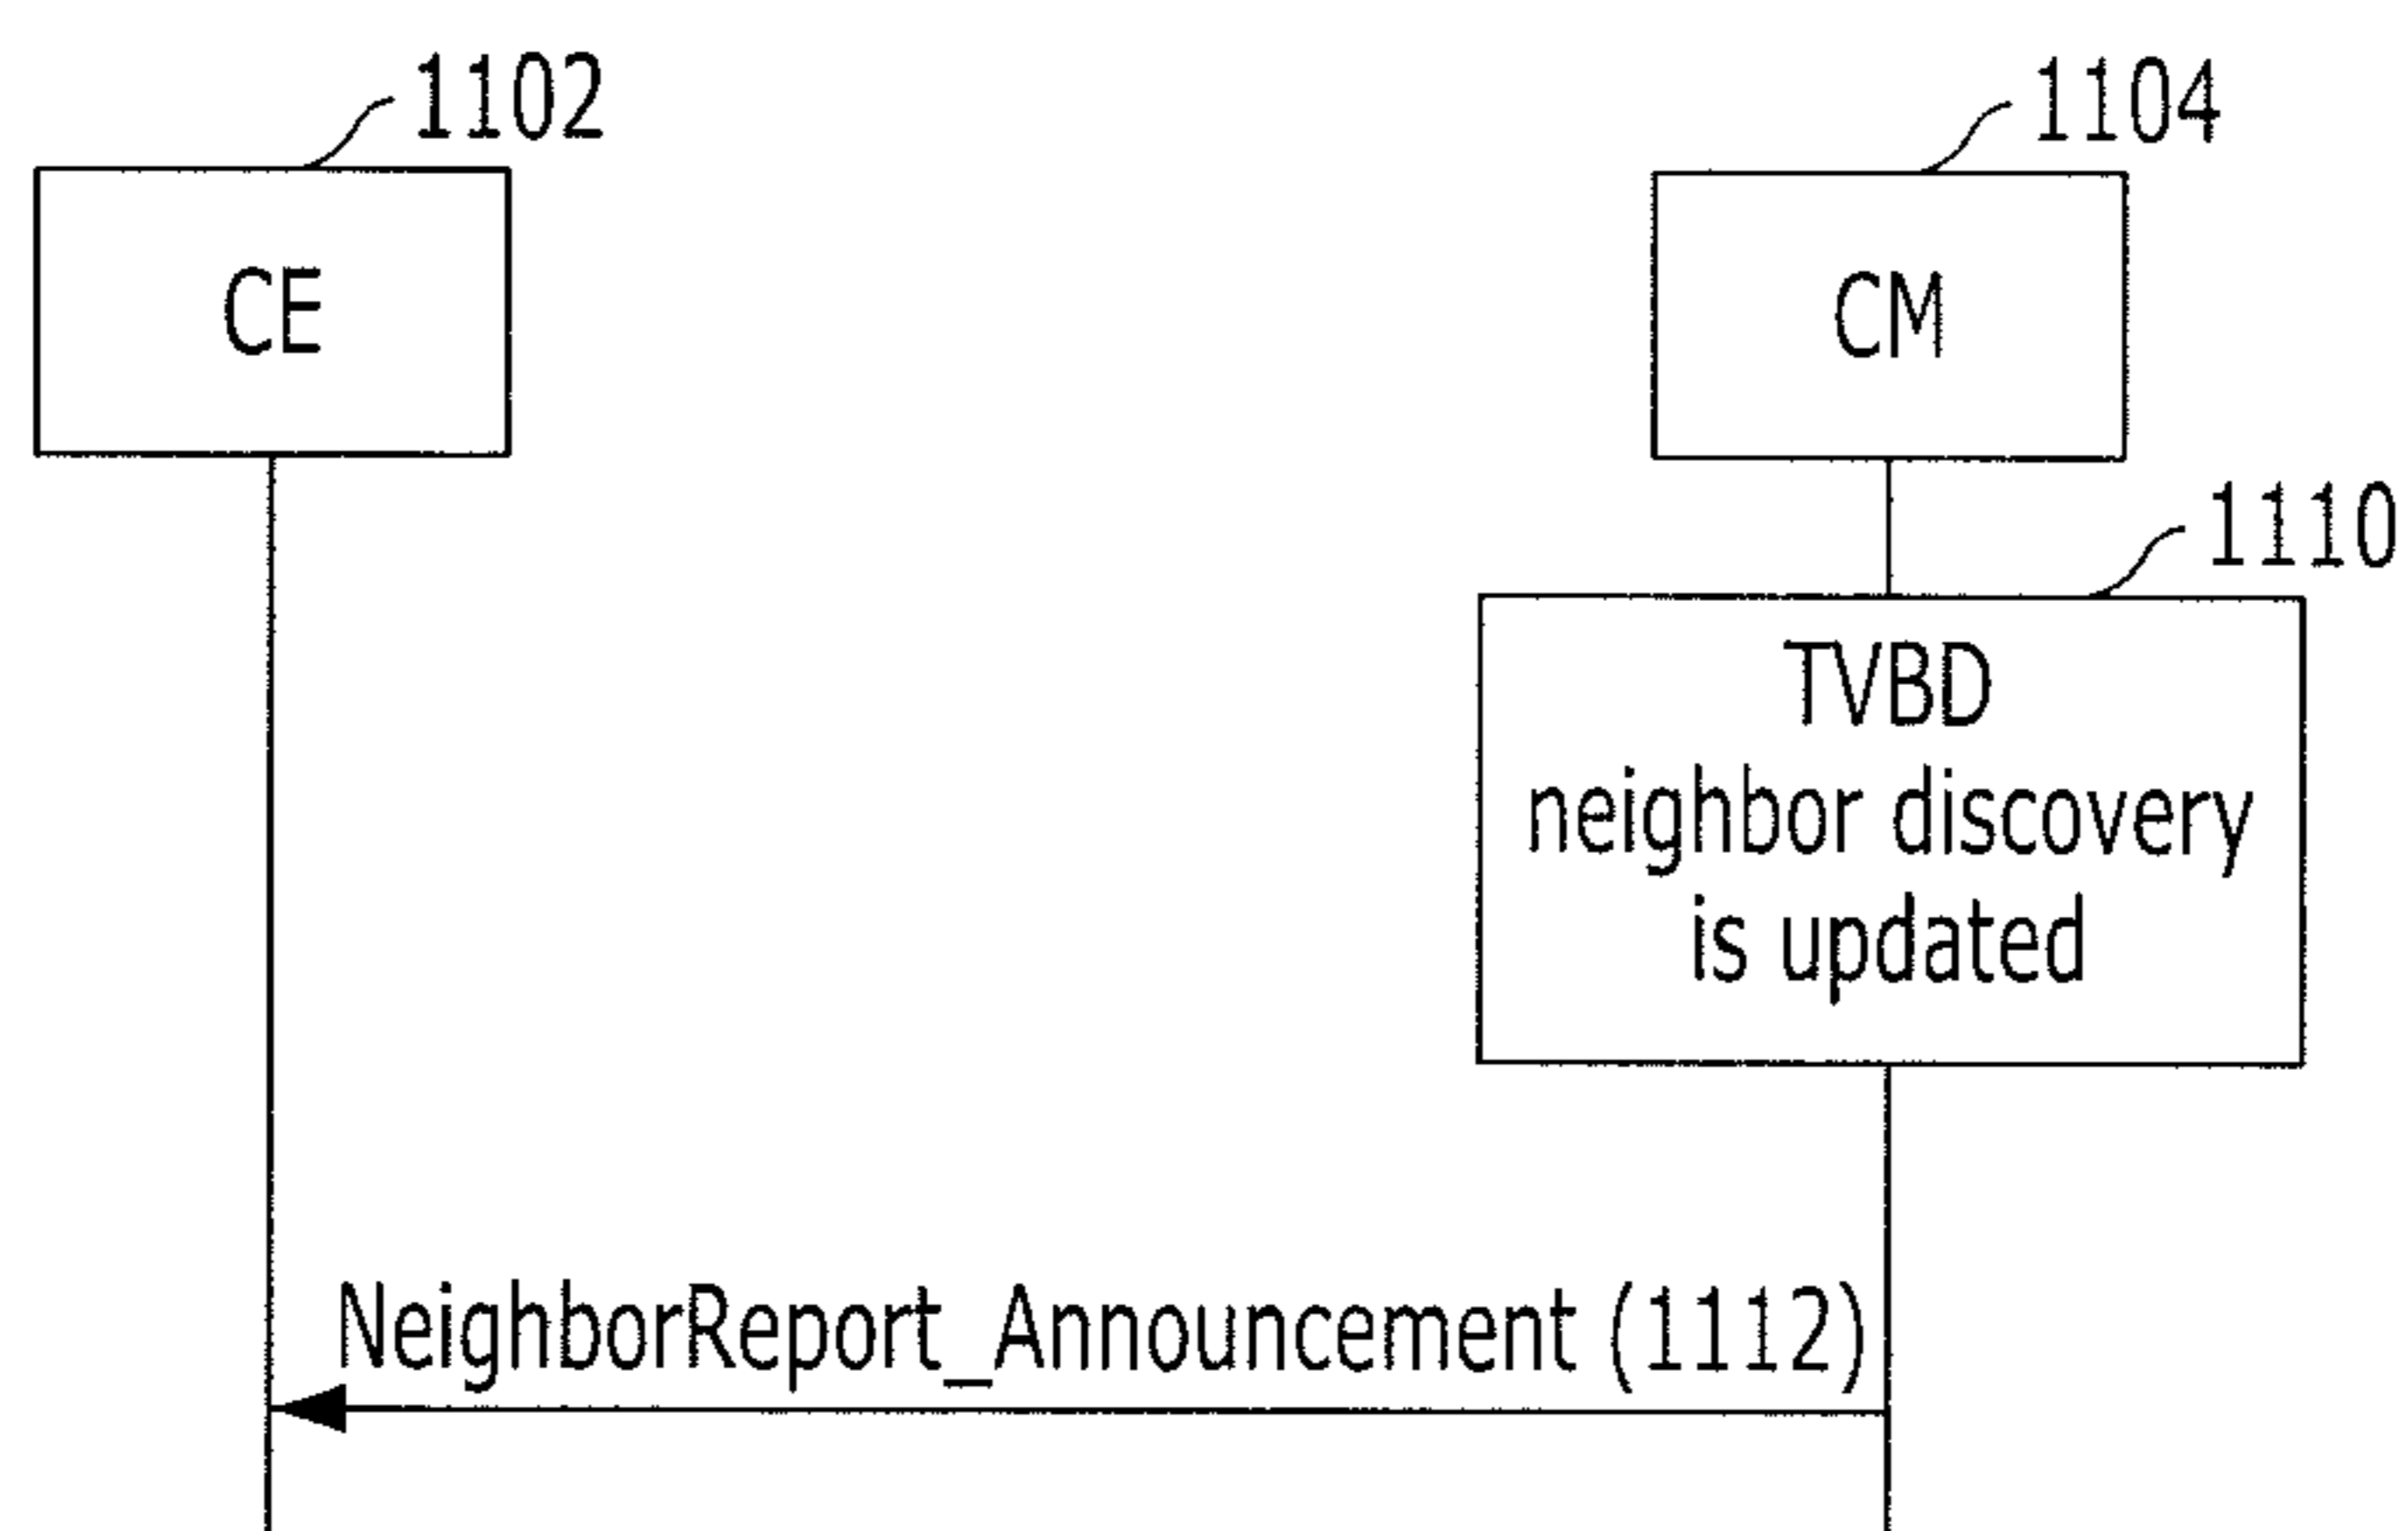 1102
1104
CE
CM
1110
TVBD
neighbor discovery
is updated
NeighborReport_Announcement (1112)